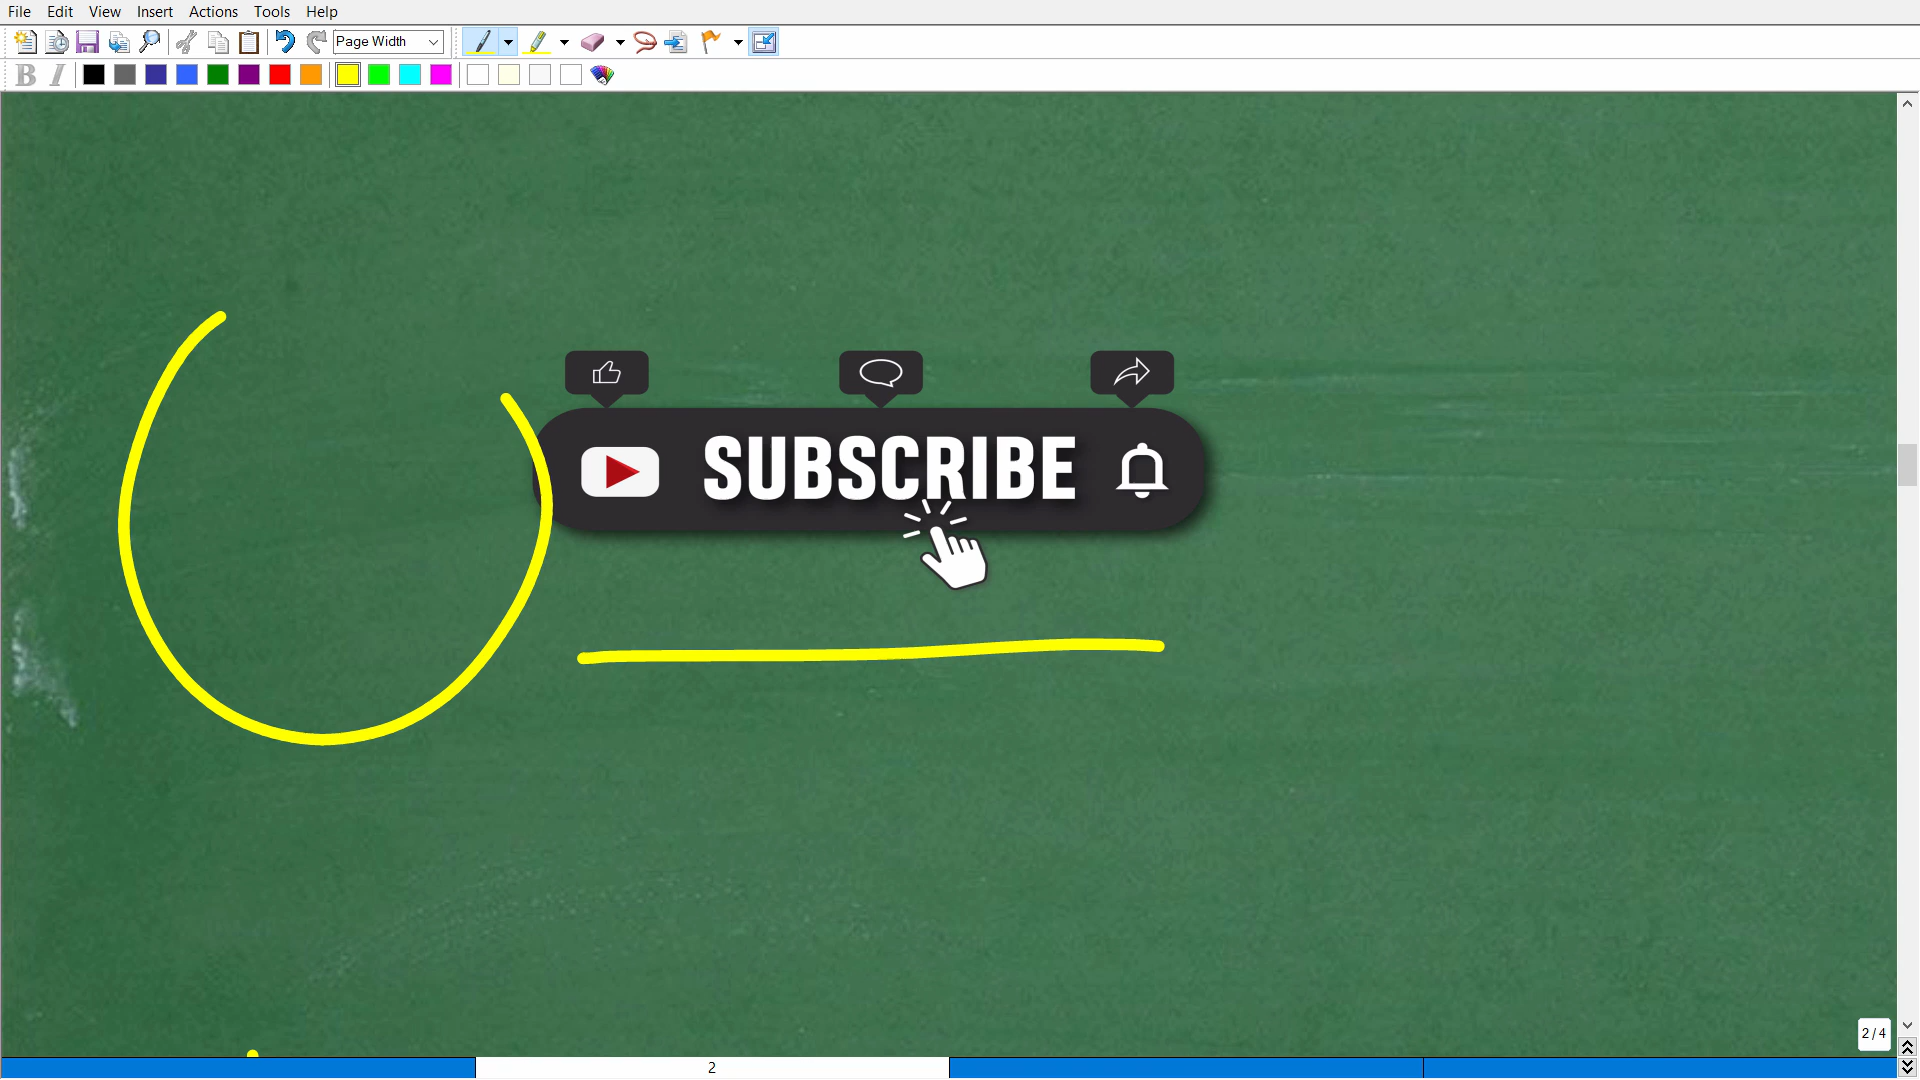 File Edit View Insert Actions Tools Help
Page Width
B I
SUBSCRIBE
2 / 4
2